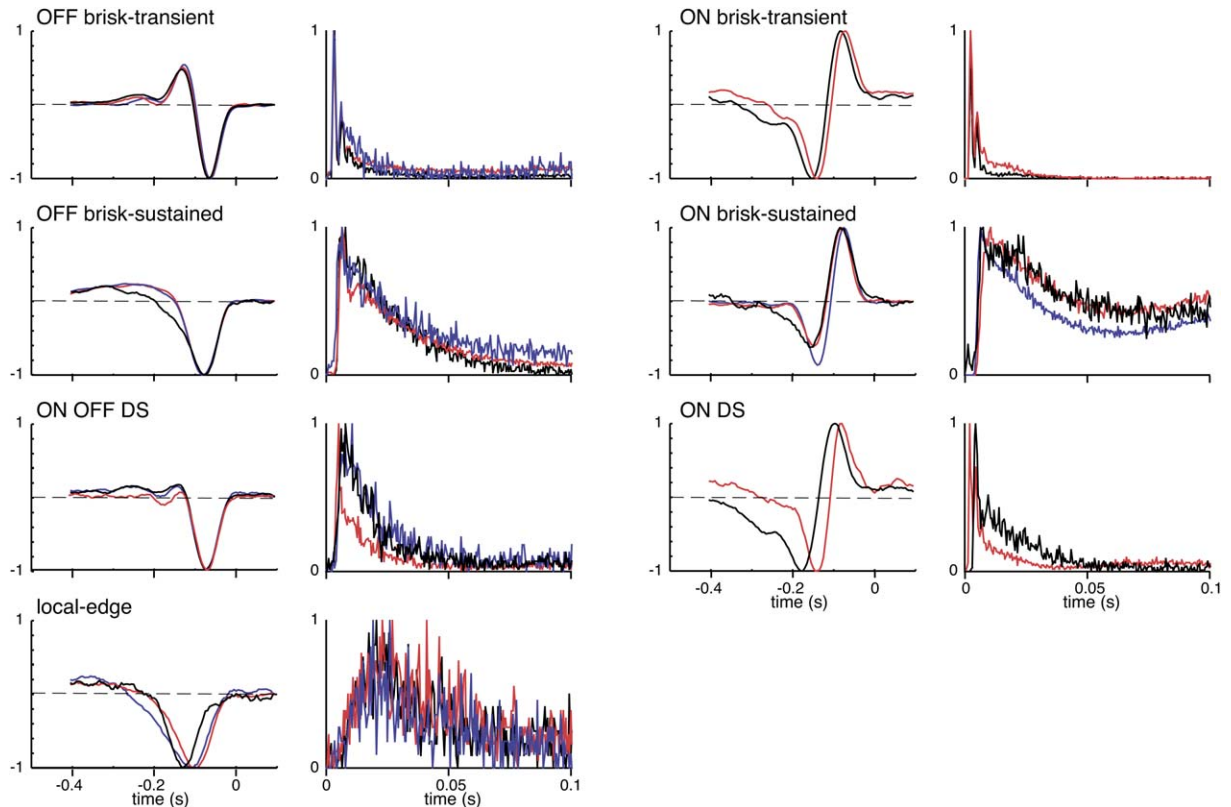 OFF brisk-transient
ON brisk-transient
1
-1
1
0
1
-1
1
0
OFF brisk-sustained
ON brisk-sustained
1
-1
1
0
1
-1
1
0
ON OFF DS
ON DS
1
-1
1
0
1
-1
1
0
-0.4 -0.2 0
time (s)
0 0.05 0.1
time (s)
local-edge
1
-1
1
0
-0.4 -0.2 0
time (s)
0 0.05 0.1
time (s)